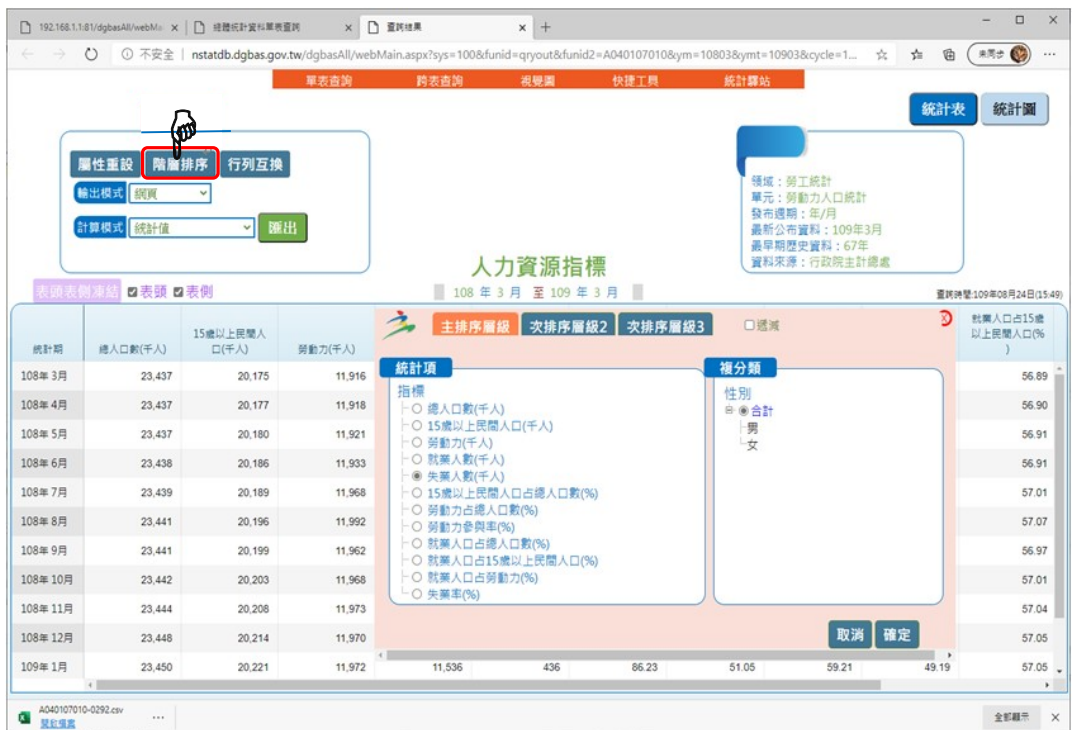 192.168.1.1:81/dgbasAll/webMa
總體統計資料單表查詢
查詢結果
不安全
nstatdb.dgbas.gov.tw/dgbasAll/webMain.aspx?sys=100&funid=qryout&funid2=A040107010&ym=10803&ymt=10903&cycle=1...
未同步
單表查詢 跨表查詢 視覺圖 快捷工具 統計驛站
統計表 統計圖
屬性重設 階層排序 行列互換
輸出模式 網頁
計算模式 統計值 匯出
領域：勞工統計
單元：勞動力人口統計
發布週期：年/月
最新公布資料：109年3月
最早期歷史資料：67年
資料來源：行政院主計總處
人力資源指標
108 年 3 月 至 109 年 3 月
表頭表側凍結 表頭 表側
查詢時間:109年08月24日(15:49)
統計期 總人口數(千人) 15歲以上民間人口(千人) 勞動力(千人) 就業人口占15歲以上民間人口(%)
主排序層級 次排序層級2 次排序層級3 遞減 X
統計項
指標
總人口數(千人)
15歲以上民間人口(千人)
勞動力(千人)
就業人數(千人)
失業人數(千人)
15歲以上民間人口占總人口數(%)
勞動力占總人口數(%)
勞動力參與率(%)
就業人口占總人口數(%)
就業人口占15歲以上民間人口(%)
就業人口占勞動力(%)
失業率(%)
複分類
性別
合計
男
女
取消 確定
108年 3月 23,437 20,175 11,916 56.89
108年 4月 23,437 20,177 11,918 56.90
108年 5月 23,437 20,180 11,921 56.91
108年 6月 23,438 20,186 11,933 56.91
108年 7月 23,439 20,189 11,968 57.01
108年 8月 23,441 20,196 11,992 57.07
108年 9月 23,441 20,199 11,962 56.97
108年 10月 23,442 20,203 11,968 57.01
108年 11月 23,444 20,208 11,973 57.04
108年 12月 23,448 20,214 11,970 57.05
109年 1月 23,450 20,221 11,972 11,536 436 86.23 51.05 59.21 49.19 57.05
A040107010-0292.csv
開啟檔案
全部顯示